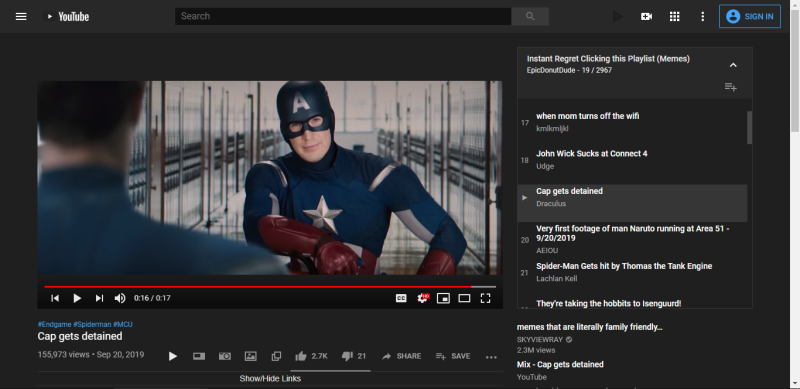 YouTube
Search
SIGN IN
Instant Regret Clicking this Playlist (Memes)
EpicDonutDude - 19 / 2967
17
when mom turns off the wifi
kmlkmljkl
18
John Wick Sucks at Connect 4
Udge
Cap gets detained
Draculus
20
Very first footage of man Naruto running at Area 51 -
9/20/2019
AEIOU
21
Spider-Man Gets hit by Thomas the Tank Engine
Lachlan Kell
They're taking the hobbits to Isenguurd!
A
0:16 / 0:17
CC
HD
#Endgame #Spiderman #MCU
Cap gets detained
155,973 views • Sep 20, 2019
2.7K
21
SHARE
SAVE
Show/Hide Links
memes that are literally family friendly...
SKYVIEWRAY
2.3M views
Mix - Cap gets detained
YouTube